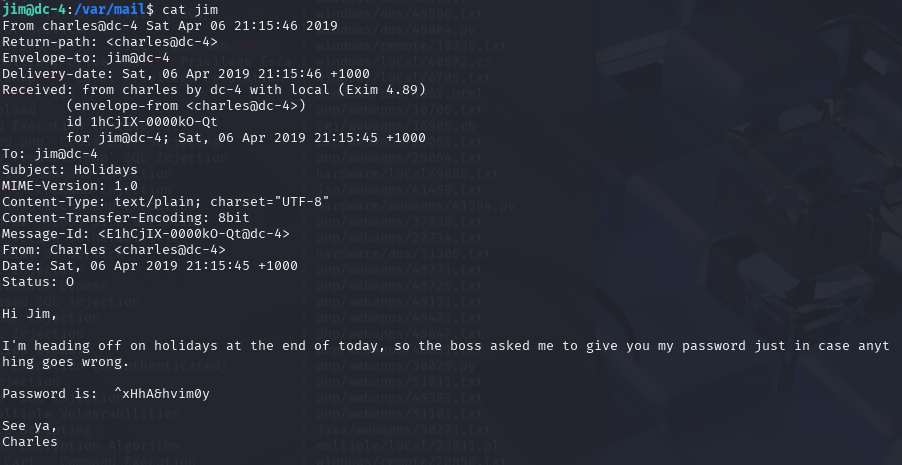 jim@dc-4:/var/mail$ cat jim
From charles@dc-4 Sat Apr 06 21:15:46 2019
Return-path: <charles@dc-4>
Envelope-to: jim@dc-4
Delivery-date: Sat, 06 Apr 2019 21:15:46 +1000
Received: from charles by dc-4 with local (Exim 4.89)
        (envelope-from <charles@dc-4>)
        id 1hCjIX-0000kO-Qt
        for jim@dc-4; Sat, 06 Apr 2019 21:15:45 +1000
To: jim@dc-4
Subject: Holidays
MIME-Version: 1.0
Content-Type: text/plain; charset="UTF-8"
Content-Transfer-Encoding: 8bit
Message-Id: <E1hCjIX-0000kO-Qt@dc-4>
From: Charles <charles@dc-4>
Date: Sat, 06 Apr 2019 21:15:45 +1000
Status: O

Hi Jim,

I'm heading off on holidays at the end of today, so the boss asked me to give you my password just in case anyt
hing goes wrong.

Password is:  ^xHhA&hvim0y

See ya,
Charles